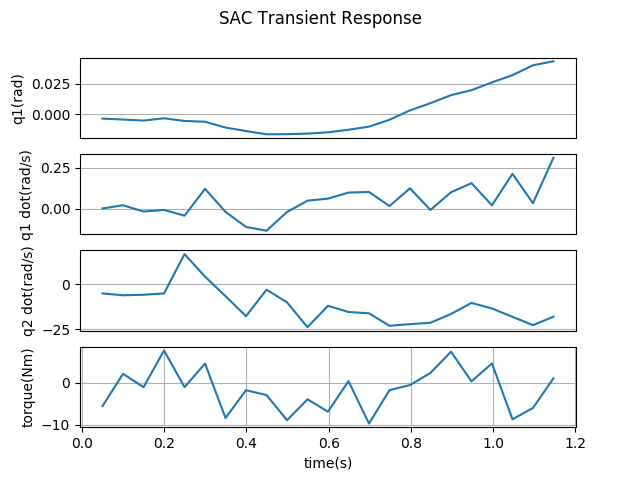 SAC Transient Response
q1(rad)
0.025
0.000
q1 dot(rad/s)
0.25
0.00
q2 dot(rad/s)
0
−25
torque(Nm)
0
−10
0.0 0.2 0.4 0.6 0.8 1.0 1.2
time(s)